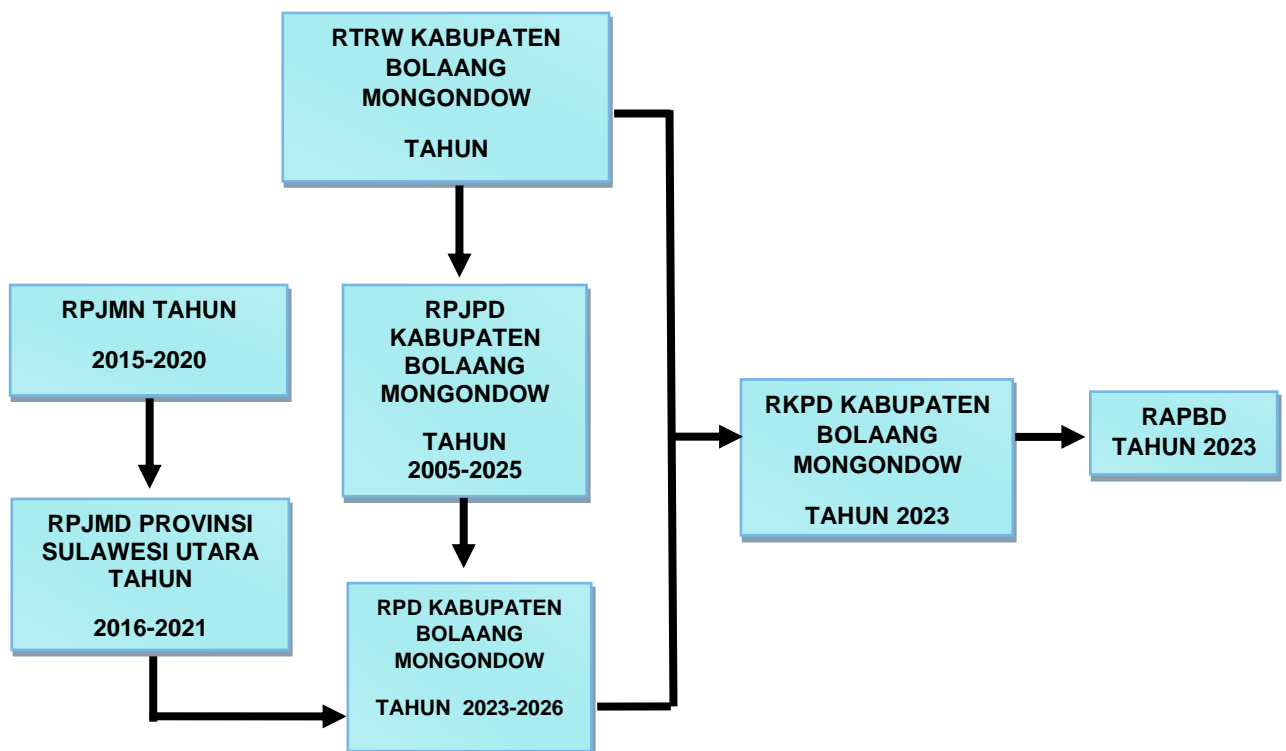 RTRW KABUPATEN
BOLAANG
MONGONDOW
TAHUN
RPJMN TAHUN
2015-2020
RPJPD
KABUPATEN
BOLAANG
MONGONDOW
TAHUN
2005-2025
RKPD KABUPATEN
BOLAANG
MONGONDOW
TAHUN 2023
RAPBD
TAHUN 2023
RPJMD PROVINSI
SULAWESI UTARA
TAHUN
2016-2021
RPD KABUPATEN
BOLAANG
MONGONDOW
TAHUN 2023-2026